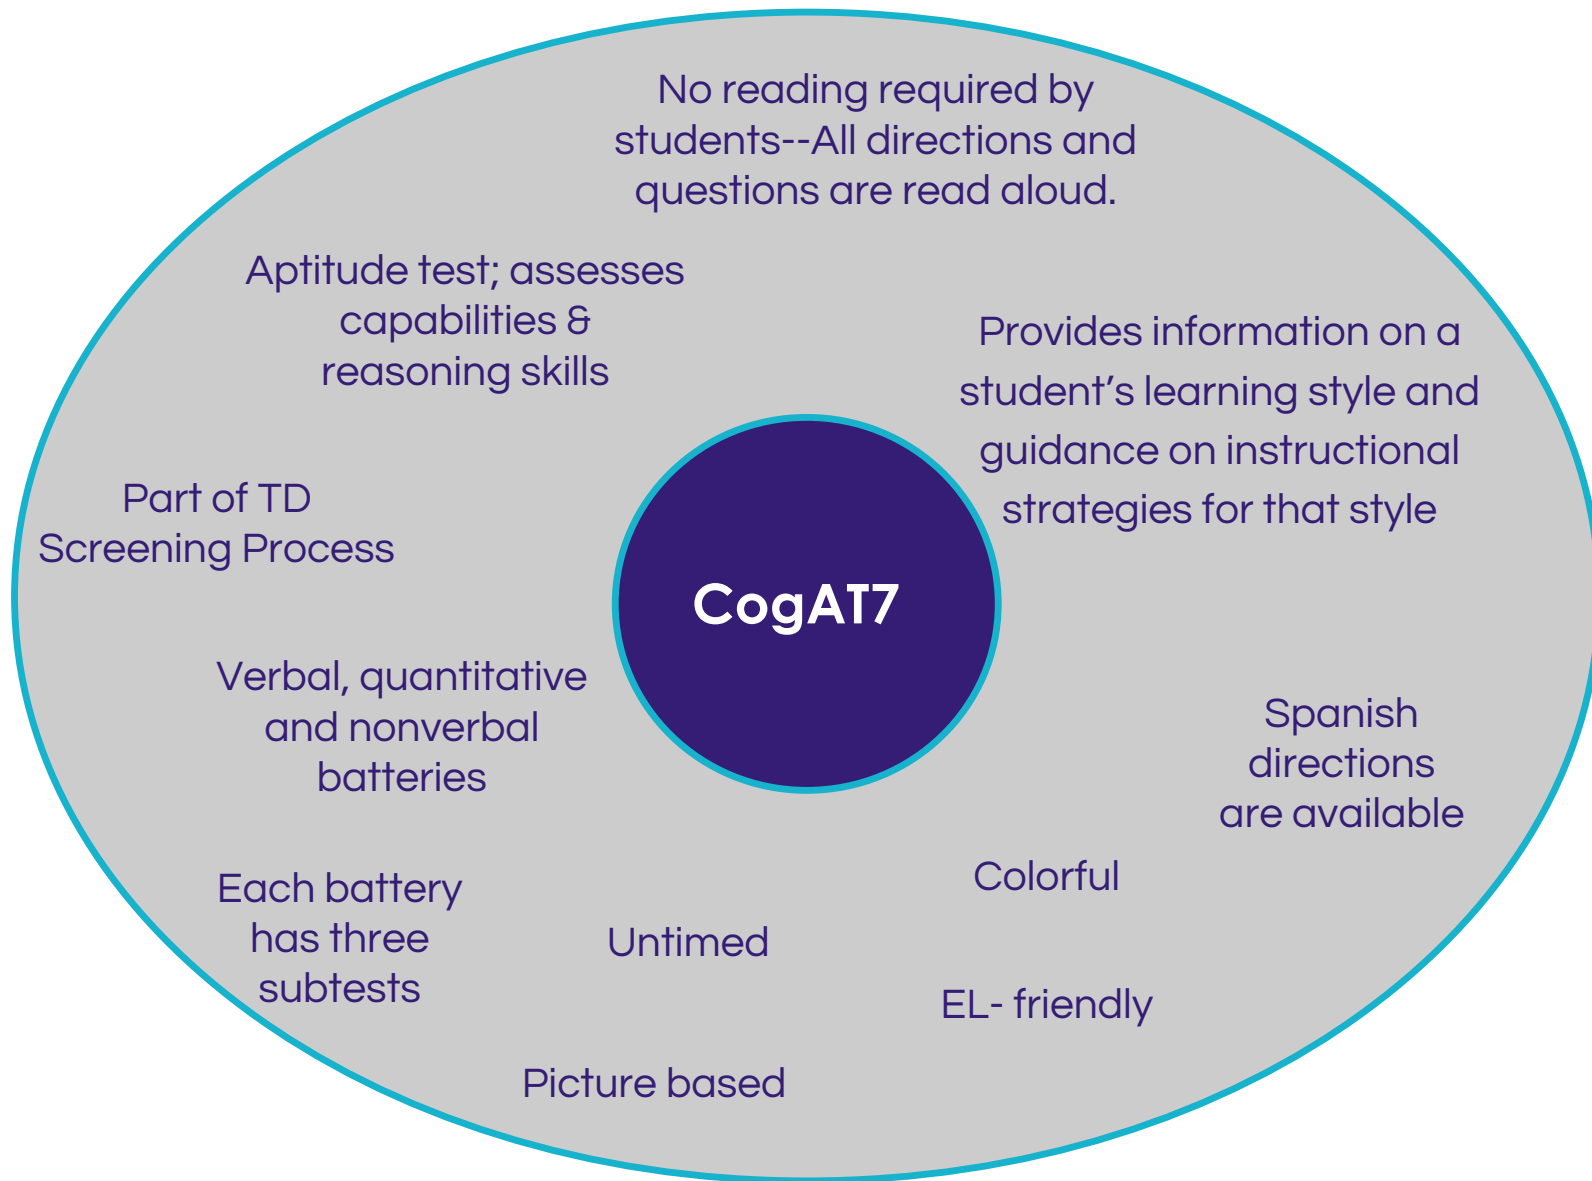 No reading required by
students--All directions and
questions are read aloud.
Aptitude test; assesses
capabilities &
reasoning skills
Provides information on a
student’s learning style and
guidance on instructional
strategies for that style
Part of TD
Screening Process
CogAT7
Verbal, quantitative
and nonverbal
batteries
Spanish
directions
are available
Each battery
has three
subtests
Untimed
Colorful
EL- friendly
Picture based